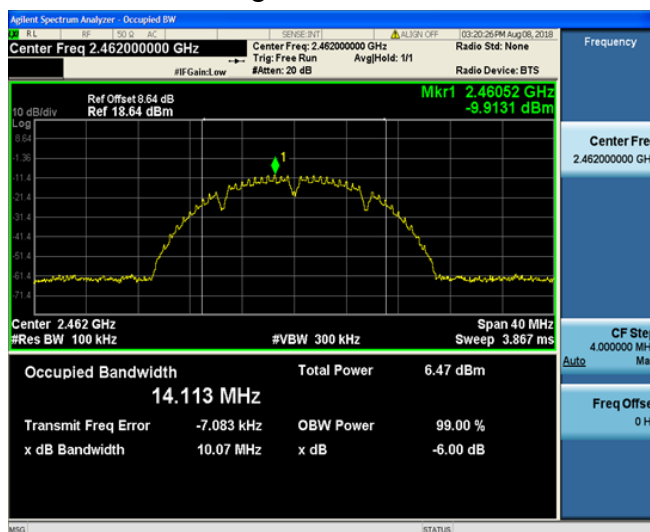 Agilent Spectrum Analyzer - Occupied BW
RL RF 50 Ω AC SENSE:INT ALIGN OFF 03:20:26 PM Aug 08, 2018
Center Freq 2.462000000 GHz
Center Freq: 2.462000000 GHz
Radio Std: None
Trig: Free Run Avg|Hold: 1/1
#IFGain:Low #Atten: 20 dB Radio Device: BTS
Frequency
Ref Offset 8.64 dB
Mkr1 2.46052 GHz
10 dB/div Ref 18.64 dBm -9.9131 dBm
Log
8.64
1
-1.36
-11.4
-21.4
-31.4
-41.4
-51.4
-61.4
-71.4
Center Fre
2.462000000 GH
Center 2.462 GHz Span 40 MHz
#Res BW 100 kHz #VBW 300 kHz Sweep 3.867 ms
CF Ste
4.000000 MH
Auto Ma
Occupied Bandwidth Total Power 6.47 dBm
14.113 MHz
Transmit Freq Error -7.083 kHz OBW Power 99.00 %
x dB Bandwidth 10.07 MHz x dB -6.00 dB
Freq Offse
0 H
MSG STATUS